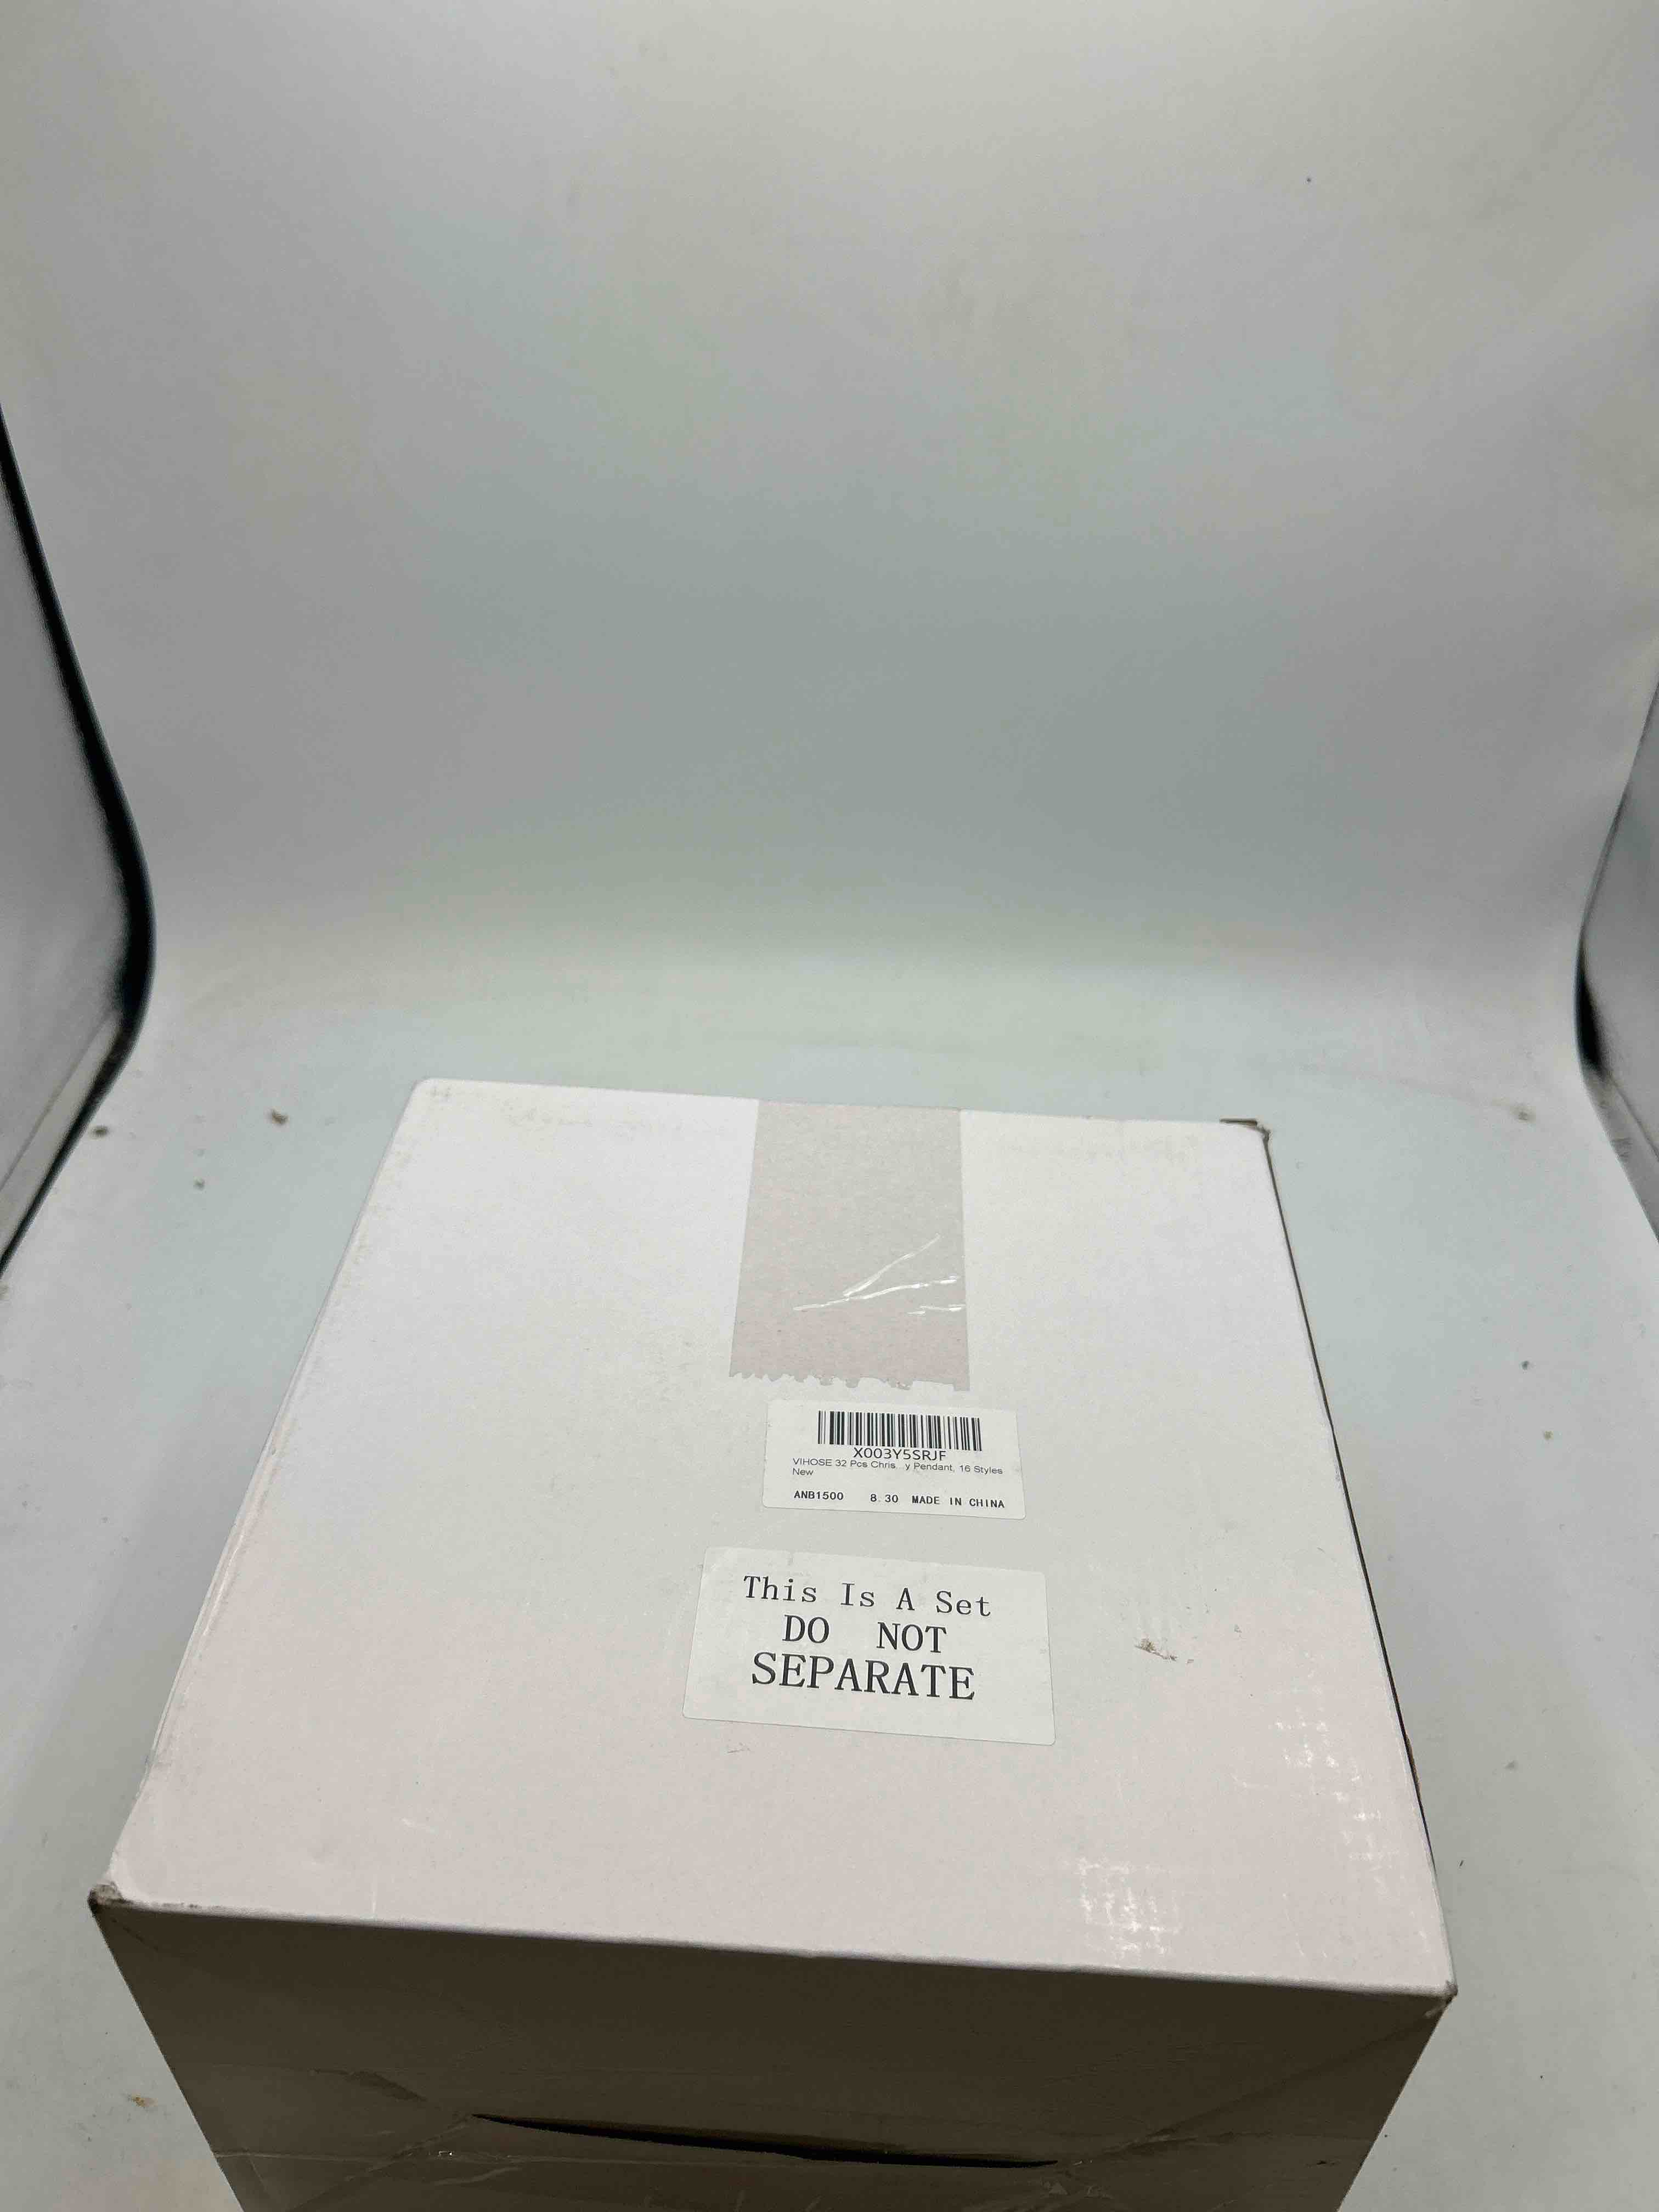 X003Y5SRJF
VIHOSE 32 Pcs Chris...y Pendant, 16 Styles
New
ANB1500 8.30 MADE IN CHINA
This Is A Set
DO NOT
SEPARATE